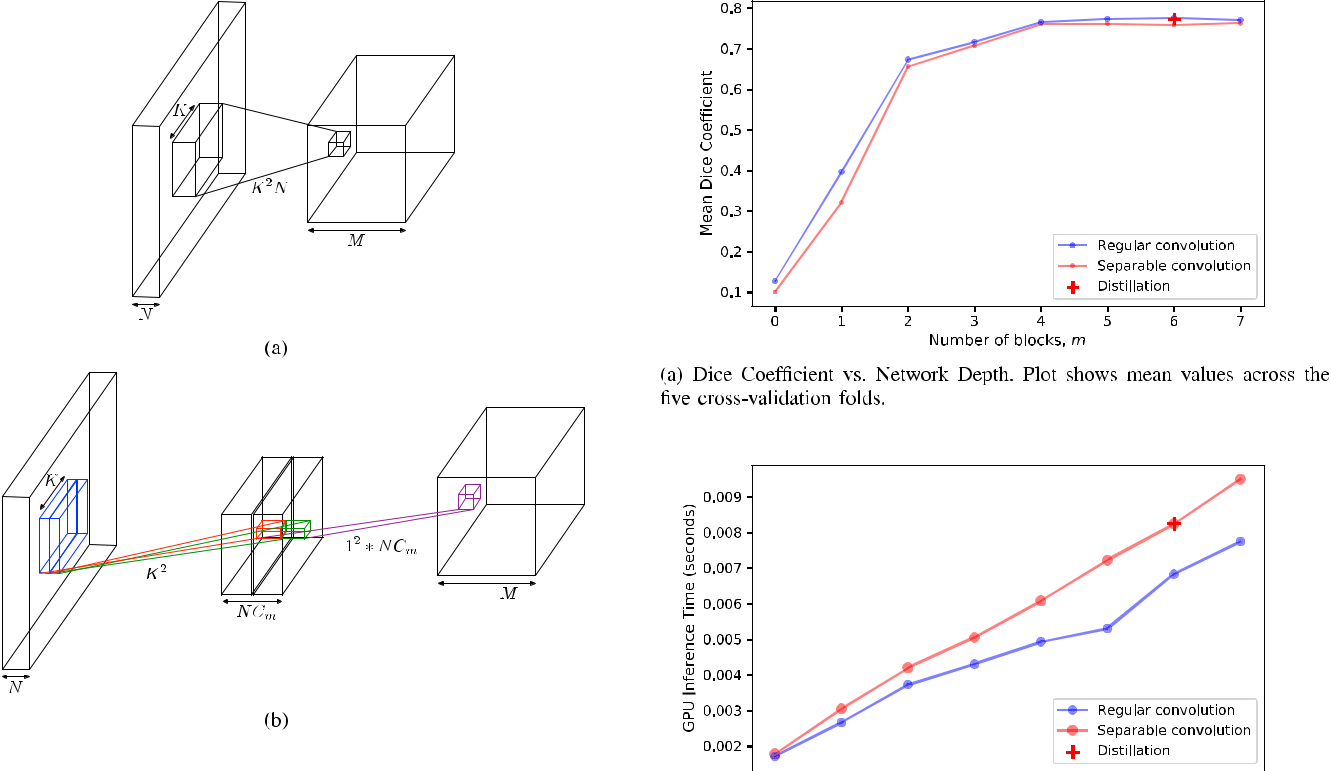 K
K²N
M
N
(a)
K
K²
1² * NCₘ
NCₘ
M
N
(b)
0.8
0.7
0.6
0.5
0.4
0.3
0.2
0.1
Mean Dice Coefficient
Regular convolution
Separable convolution
Distillation
0 1 2 3 4 5 6 7
Number of blocks, m
(a) Dice Coefficient vs. Network Depth. Plot shows mean values across the
five cross-validation folds.
0.009
0.008
0.007
0.006
0.005
0.004
0.003
0.002
GPU Inference Time (seconds)
Regular convolution
Separable convolution
Distillation